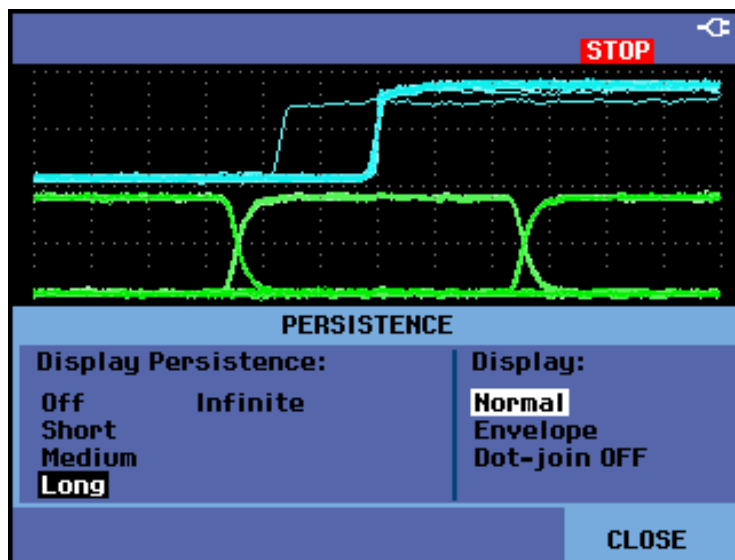 STOP
PERSISTENCE
Display Persistence:
Off Infinite
Short
Medium
Long
Display:
Normal
Envelope
Dot-join OFF
CLOSE